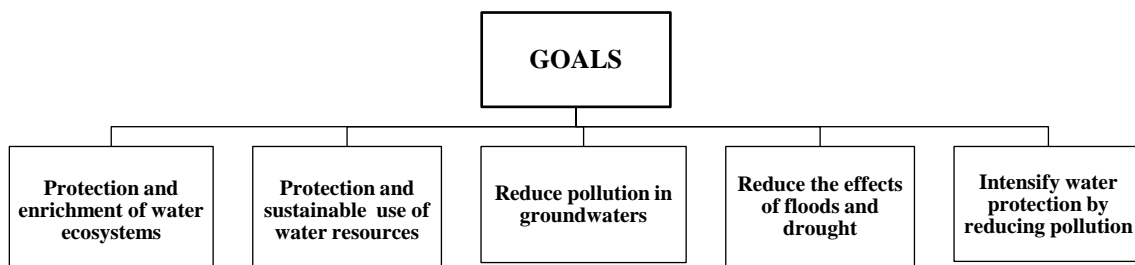 GOALS
Protection and
enrichment of water
ecosystems
Protection and
sustainable use of
water resources
Reduce pollution in
groundwaters
Reduce the effects
of floods and
drought
Intensify water
protection by
reducing pollution